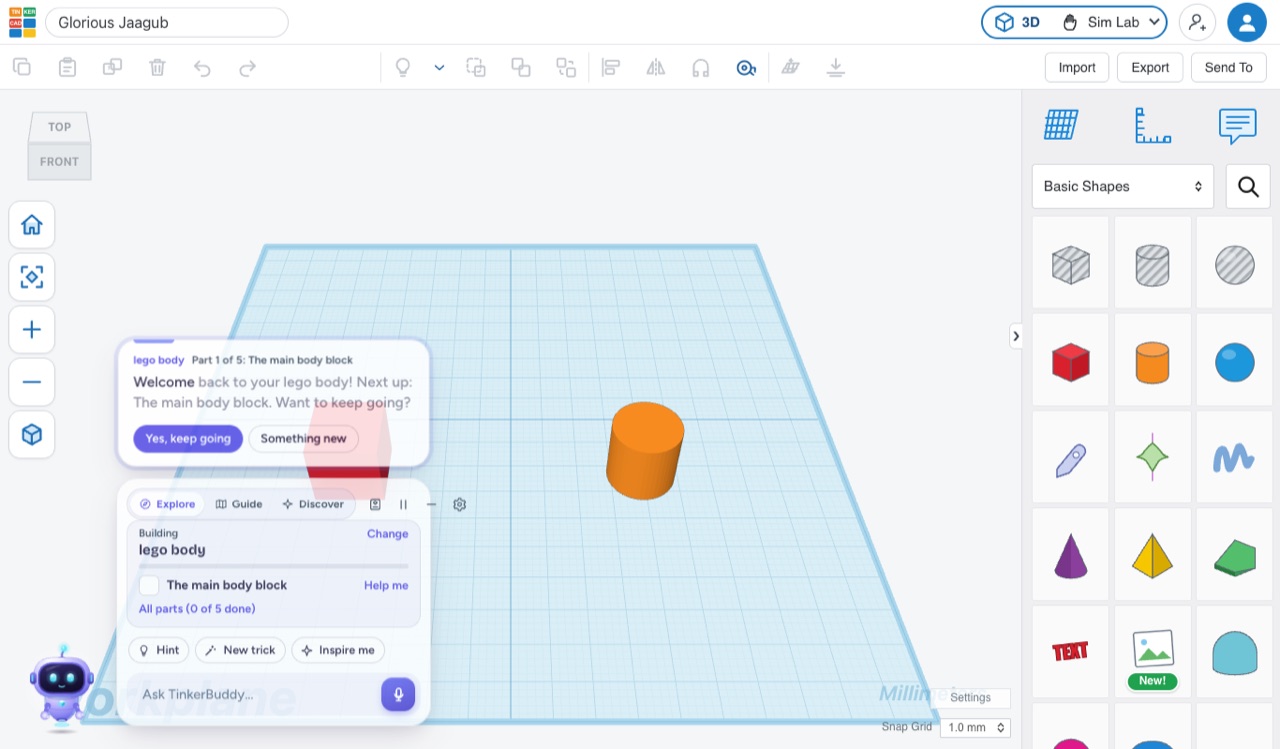 TIN KER
CAD
Glorious Jaagub
3D
Sim Lab
Import
Export
Send To
TOP
FRONT
Basic Shapes
lego body Part 1 of 5: The main body block
Welcome back to your lego body! Next up:
The main body block. Want to keep going?
Yes, keep going
Something new
Explore
Guide
Discover
Building
Change
lego body
The main body block
Help me
All parts (0 of 5 done)
Hint
New trick
Inspire me
Ask TinkerBuddy...
orkplane
TEXT
New!
Settings
Snap Grid
1.0 mm